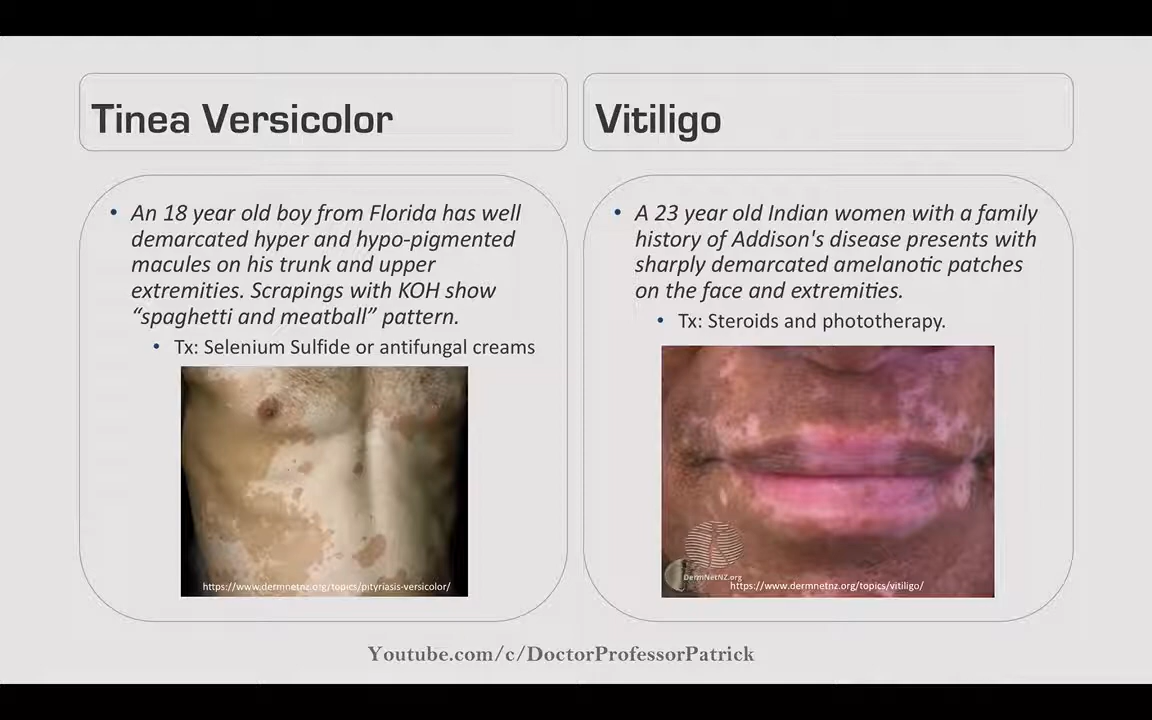 Tinea Versicolor
• An 18 year old boy from Florida has well
demarcated hyper and hypo-pigmented
macules on his trunk and upper
extremities. Scrapings with KOH show
“spaghetti and meatball” pattern.
• Tx: Selenium Sulfide or antifungal creams
https://www.dermnetnz.org/topics/pityriasis-versicolor/
Vitiligo
• A 23 year old Indian women with a family
history of Addison's disease presents with
sharply demarcated amelanotic patches
on the face and extremities.
• Tx: Steroids and phototherapy.
DermNetNZ.org
https://www.dermnetnz.org/topics/vitiligo/
Youtube.com/c/DoctorProfessorPatrick